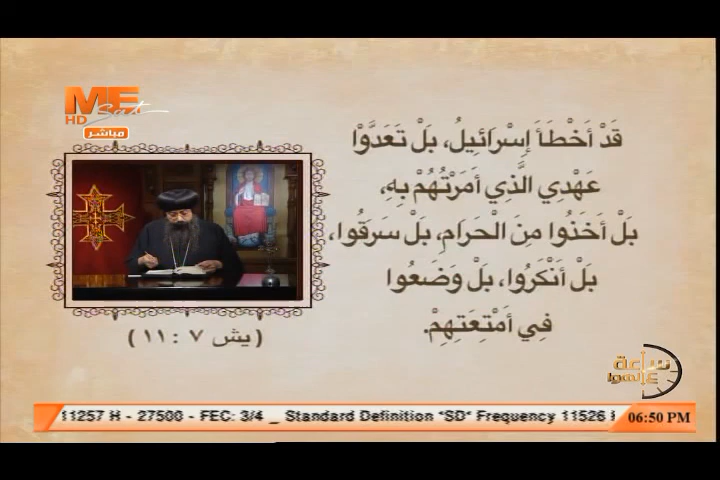 ME
Sat
HD
مباشر
قَدْ أَخْطَأَ إِسْرَائِيلُ، بَلْ تَعَدَّوْا
عَهْدِي الَّذِي أَمَرْتُهُمْ بِهِ،
بَلْ أَخَذُوا مِنَ الْحَرَامِ، بَلْ سَرَقُوا،
بَلْ أَنْكَرُوا، بَلْ وَضَعُوا
فِي أَمْتِعَتِهِمْ.
(يش ٧ : ١١)
ساعة
11257 H - 27500 - FEC: 3/4 _ Standard Definition "SD" Frequency 11526
06:50 PM